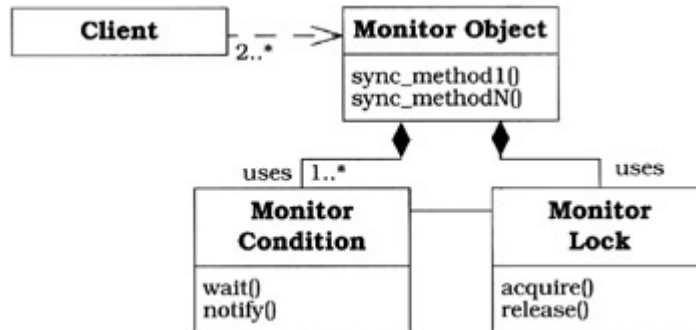 Client
2..*
Monitor Object
sync_method1()
sync_methodN()
uses
1..*
uses
Monitor
Condition
wait()
notify()
Monitor
Lock
acquire()
release()